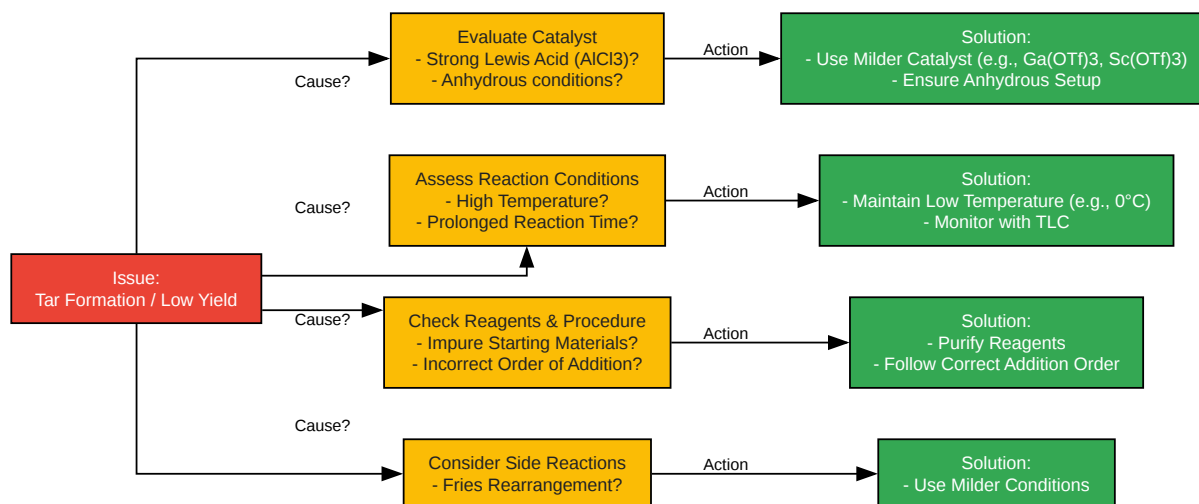 Evaluate Catalyst
- Strong Lewis Acid (AlCl3)?
- Anhydrous conditions?
Cause?
Action
Solution:
- Use Milder Catalyst (e.g., Ga(OTf)3, Sc(OTf)3)
- Ensure Anhydrous Setup
Assess Reaction Conditions
- High Temperature?
- Prolonged Reaction Time?
Cause?
Action
Solution:
- Maintain Low Temperature (e.g., 0°C)
- Monitor with TLC
Issue:
Tar Formation / Low Yield
Cause?
Check Reagents & Procedure
- Impure Starting Materials?
- Incorrect Order of Addition?
Action
Solution:
- Purify Reagents
- Follow Correct Addition Order
Cause?
Consider Side Reactions
- Fries Rearrangement?
Action
Solution:
- Use Milder Conditions